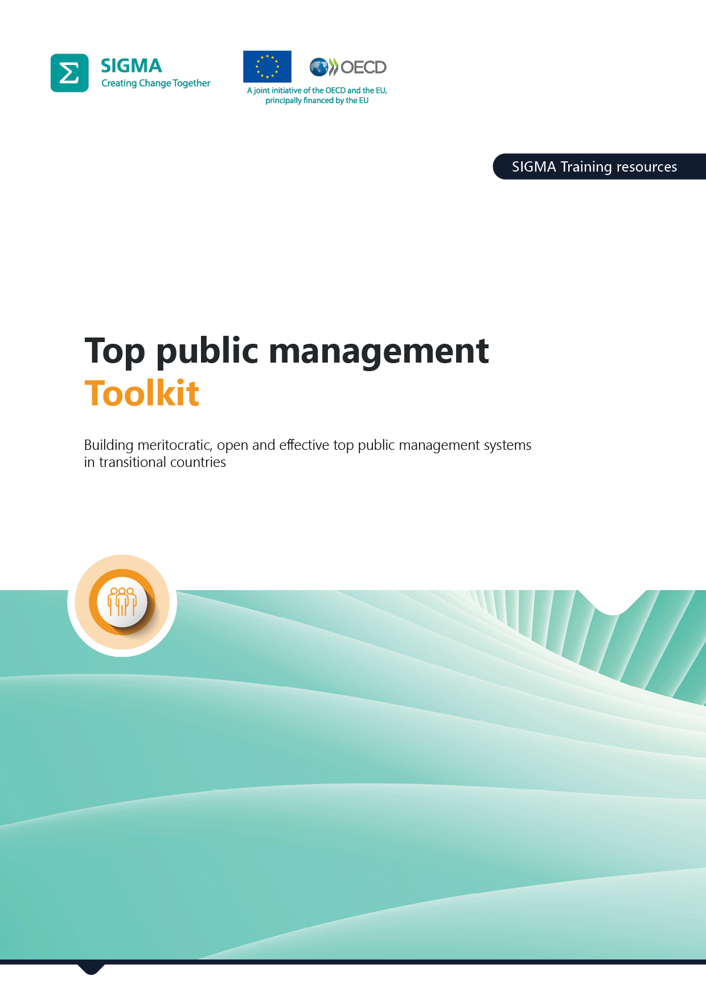 Σ
SIGMA
Creating Change Together
OECD
A joint initiative of the OECD and the EU,
principally financed by the EU
SIGMA Training resources
Top public management
Toolkit
Building meritocratic, open and effective top public management systems
in transitional countries